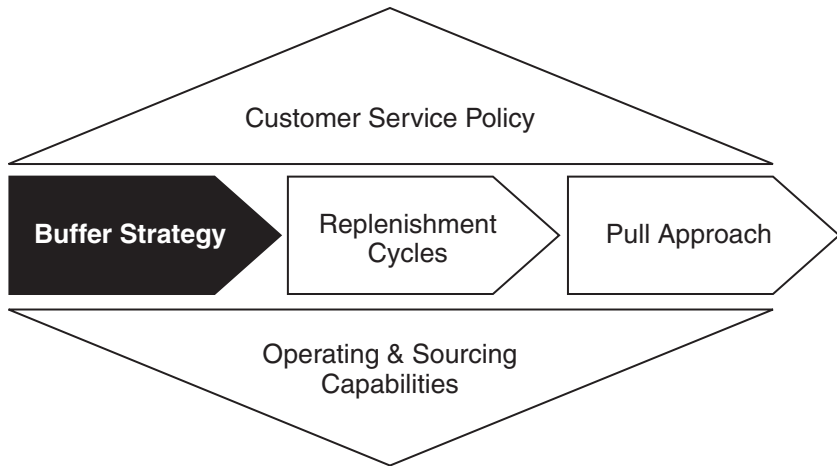 Customer Service Policy
Buffer Strategy
Replenishment
Cycles
Pull Approach
Operating & Sourcing
Capabilities